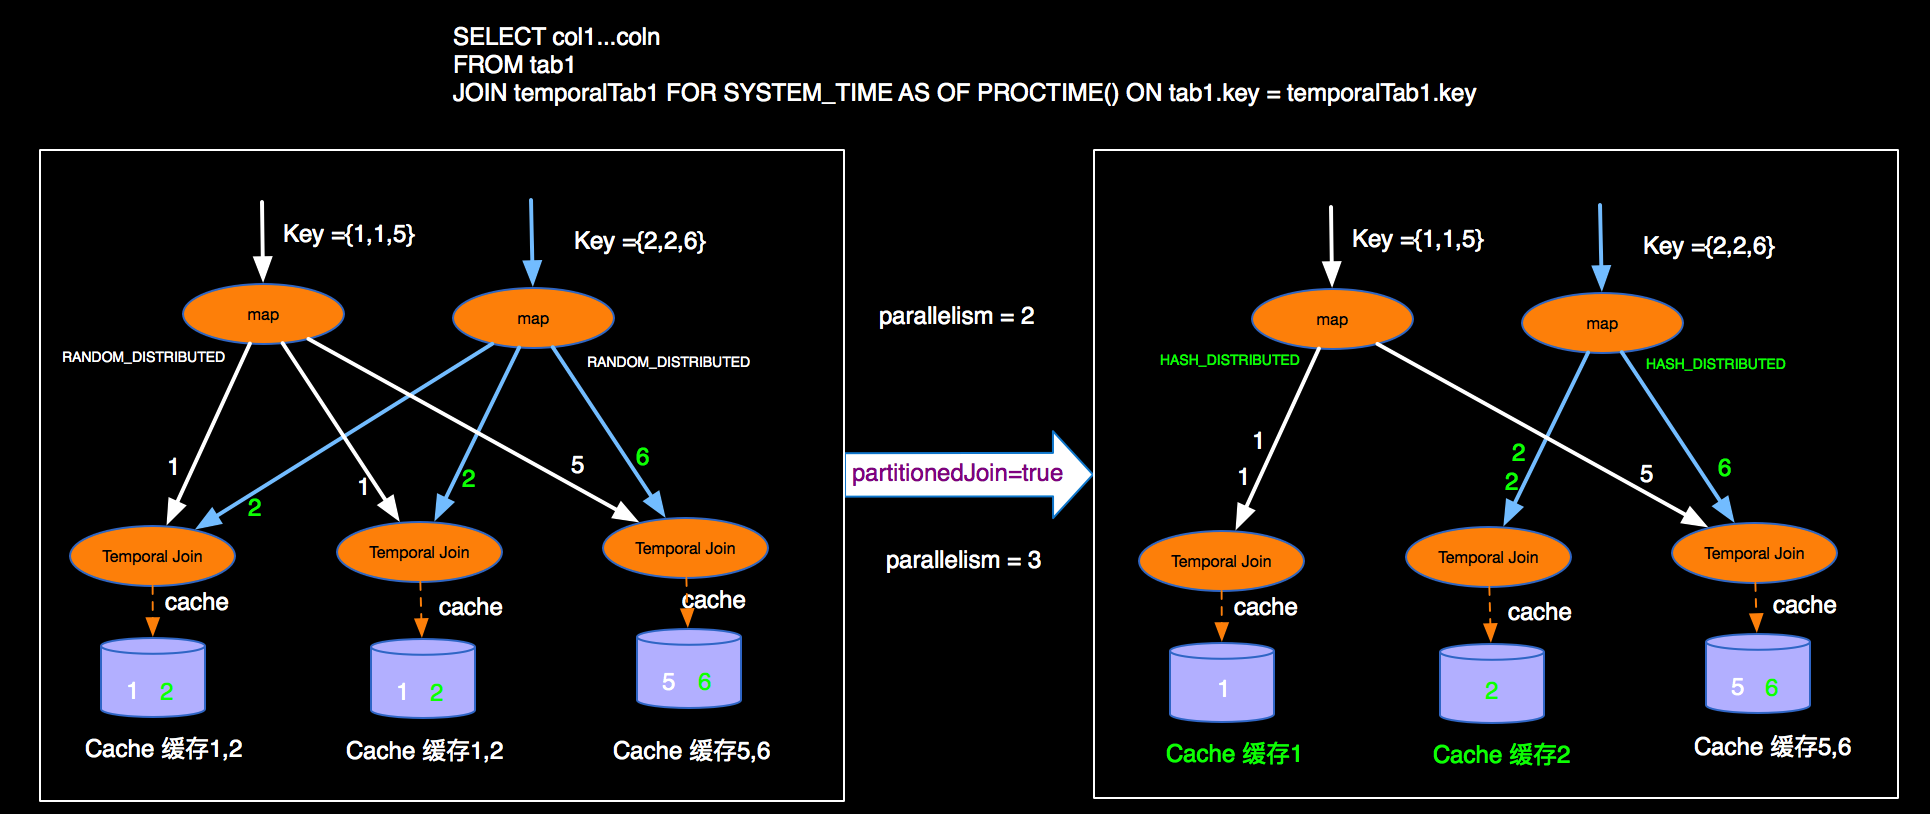 SELECT col1...coln
FROM tab1
JOIN temporalTab1 FOR SYSTEM_TIME AS OF PROCTIME() ON tab1.key = temporalTab1.key
Key ={1,1,5}
Key ={2,2,6}
map
map
RANDOM_DISTRIBUTED
RANDOM_DISTRIBUTED
1
2
1
2
5
6
Temporal Join
Temporal Join
Temporal Join
cache
cache
cache
1 2
1 2
5 6
Cache 缓存1,2
Cache 缓存1,2
Cache 缓存5,6
parallelism = 2
partitionedJoin=true
parallelism = 3
Key ={1,1,5}
Key ={2,2,6}
map
map
HASH_DISTRIBUTED
HASH_DISTRIBUTED
1
1
2
2
5
6
Temporal Join
Temporal Join
Temporal Join
cache
cache
cache
1
2
5 6
Cache 缓存1
Cache 缓存2
Cache 缓存5,6